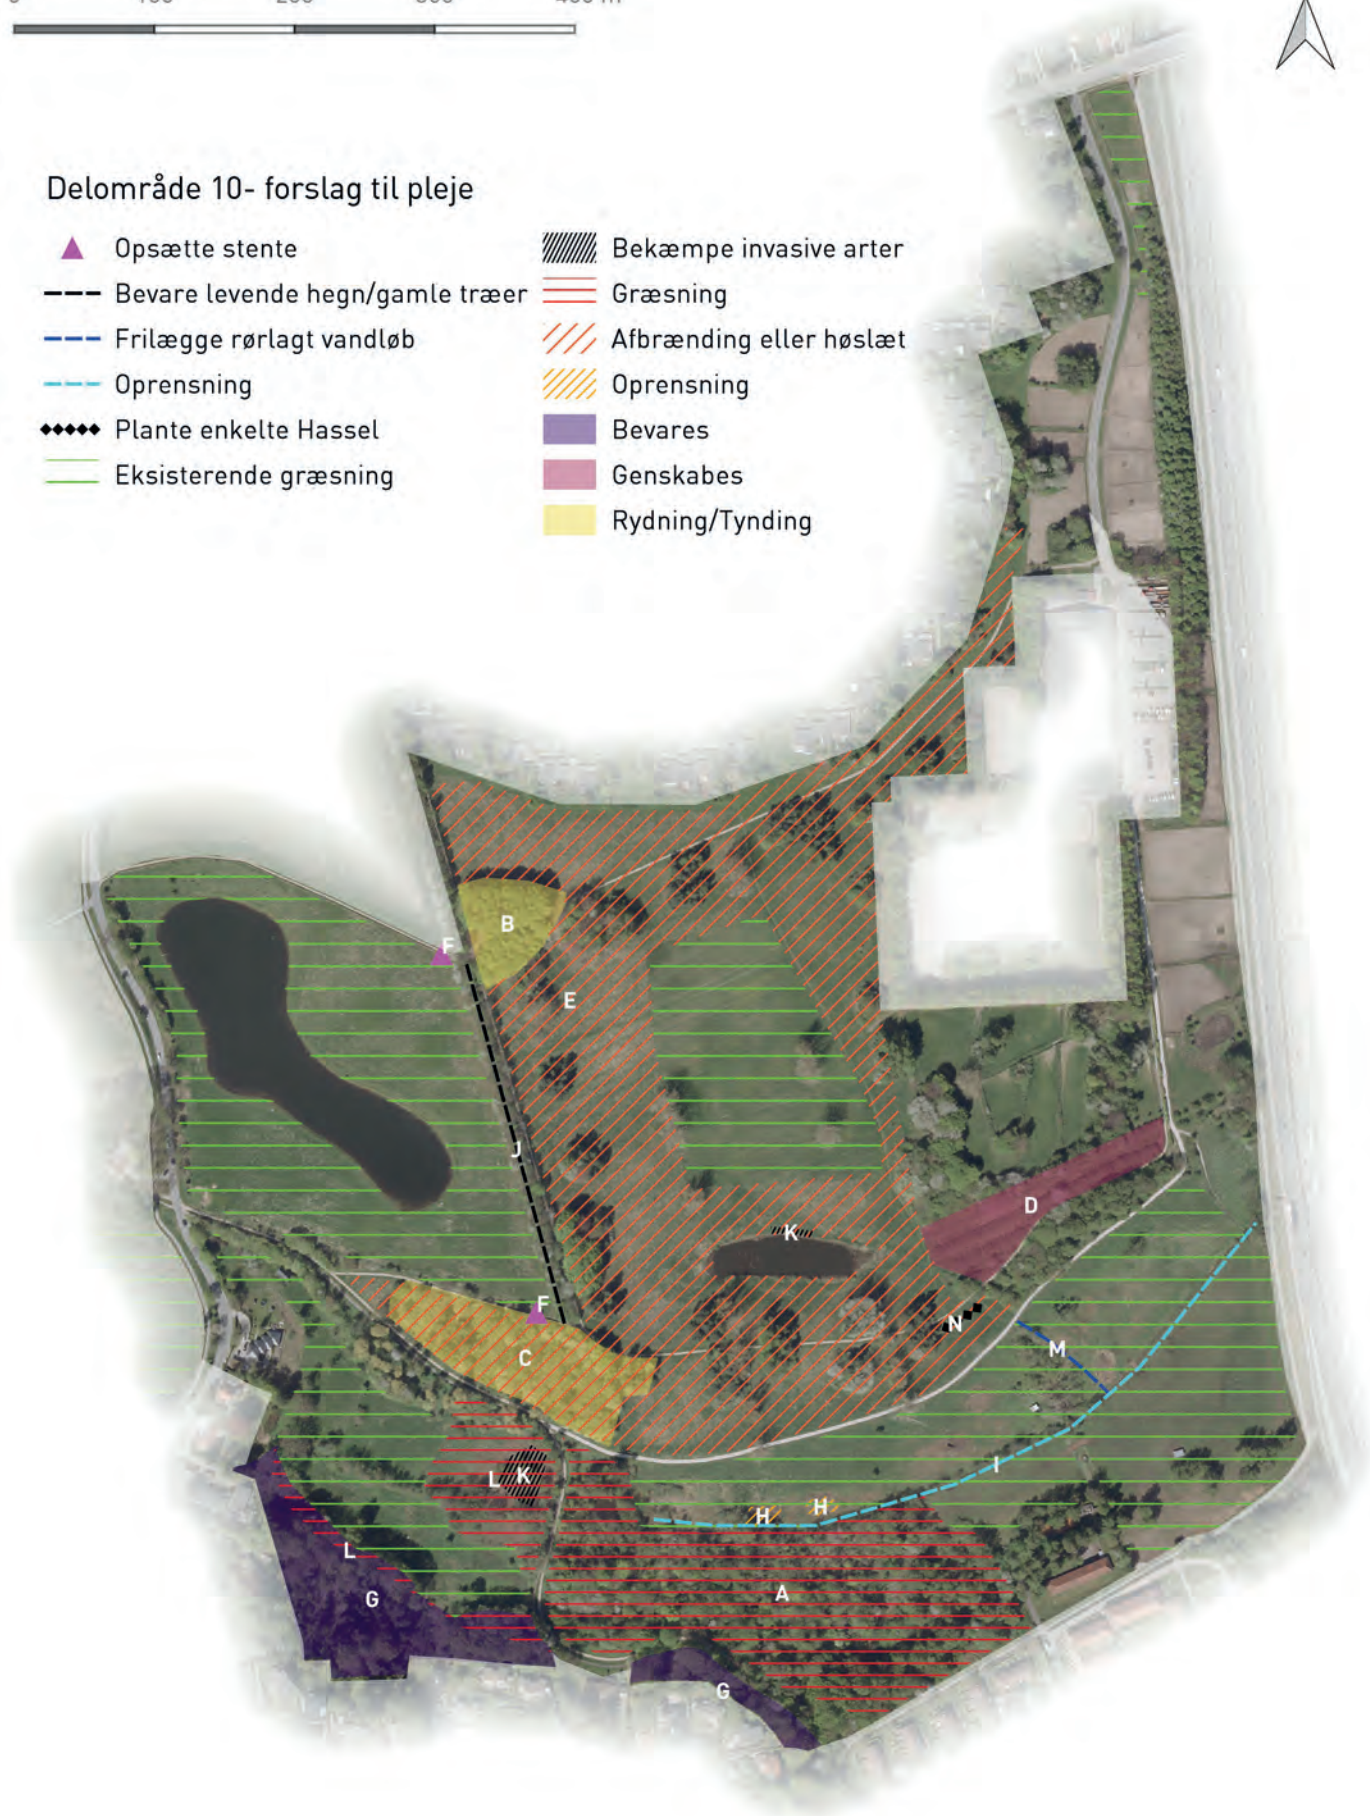 Delområde 10- forslag til pleje
Opsætte stente
Bevare levende hegn/gamle træer
Frilægge rørlagt vandløb
Oprensning
Plante enkelte Hassel
Eksisterende græsning
Bekæmpe invasive arter
Græsning
Afbrænding eller høslæt
Oprensning
Bevares
Genskabes
Rydning/Tynding
B
F
E
J
D
K
F
N
C
M
I
L
K
H
H
L
A
G
G